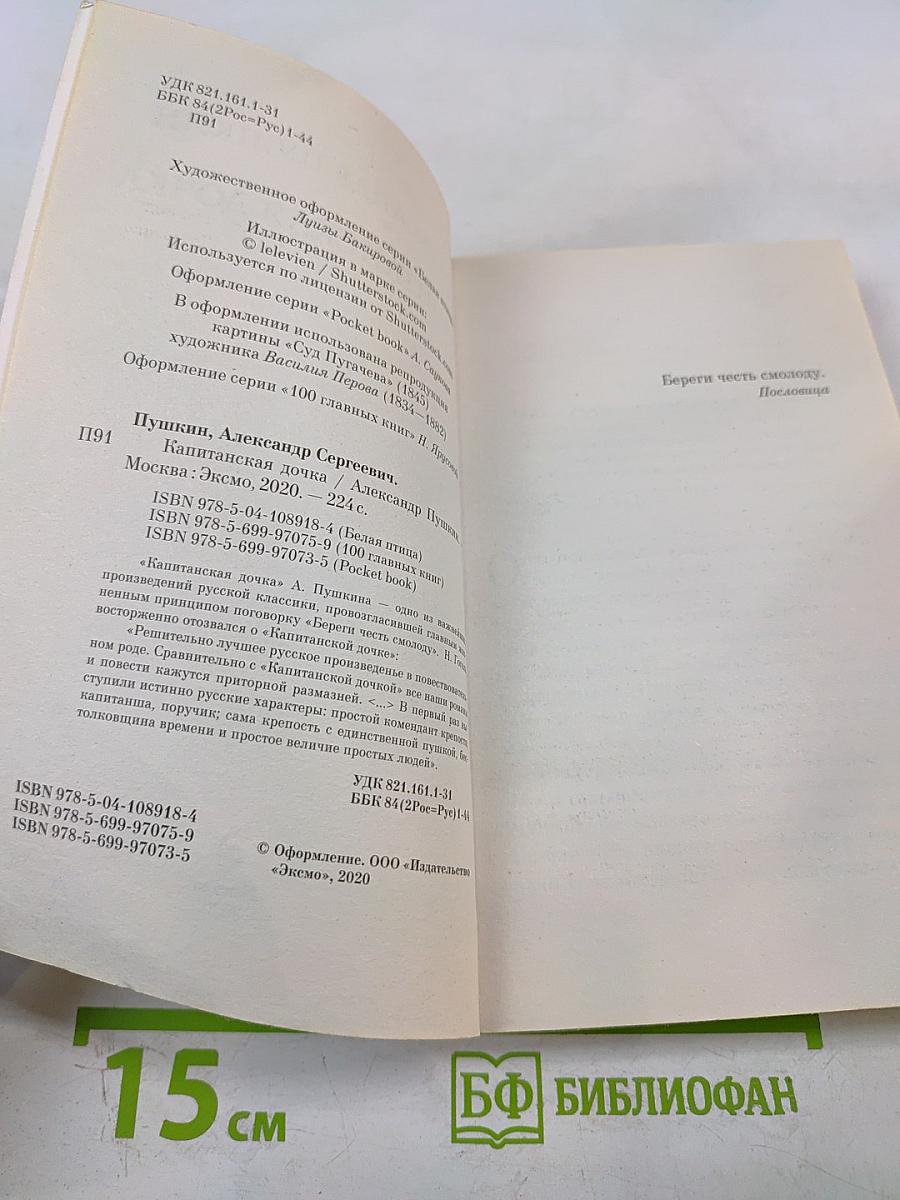 УДК 821.161.1-31
ББК 84(2Рос=Рус)1-44
П91
Художественное оформление серии «Белая
Луизы Бакировой
Иллюстрация в марке серии:
© lelevien / Shutterstock.com
Используется по лицензии от Shutterstock.com
Оформление серии «Pocket book» А. Саукова
В оформлении использована репродукция
картины «Суд Пугачева» (1845)
художника Василия Перова (1834—1882)
Оформление серии «100 главных книг» Н. Ярусовой
Пушкин, Александр Сергеевич.
П91 Капитанская дочка / Александр Пушкин.
Москва : Эксмо, 2020. — 224 с.
ISBN 978-5-04-108918-4 (Белая птица)
ISBN 978-5-699-97075-9 (100 главных книг)
ISBN 978-5-699-97073-5 (Pocket book)
«Капитанская дочка» А. Пушкина — одно из важнейших
произведений русской классики, провозгласившей главным
ненным принципом поговорку «Береги честь смолоду». Н. Гоголь
восторженно отозвался о «Капитанской дочке»:
«Решительно лучшее русское произведенье в повествователь-
ном роде. Сравнительно с «Капитанской дочкой» все наши романы
и повести кажутся приторной размазней. <...> В первый раз вы-
ступили истинно русские характеры: простой комендант крепости,
капитанша, поручик; сама крепость с единственной пушкой, бес-
толковщина времени и простое величие простых людей».
УДК 821.161.1-31
ББК 84(2Рос=Рус)1-44
ISBN 978-5-04-108918-4
ISBN 978-5-699-97075-9
ISBN 978-5-699-97073-5
© Оформление. ООО «Издательство
«Эксмо», 2020
Береги честь смолоду.
Пословица
15 см
БФ БИБЛИОФАН